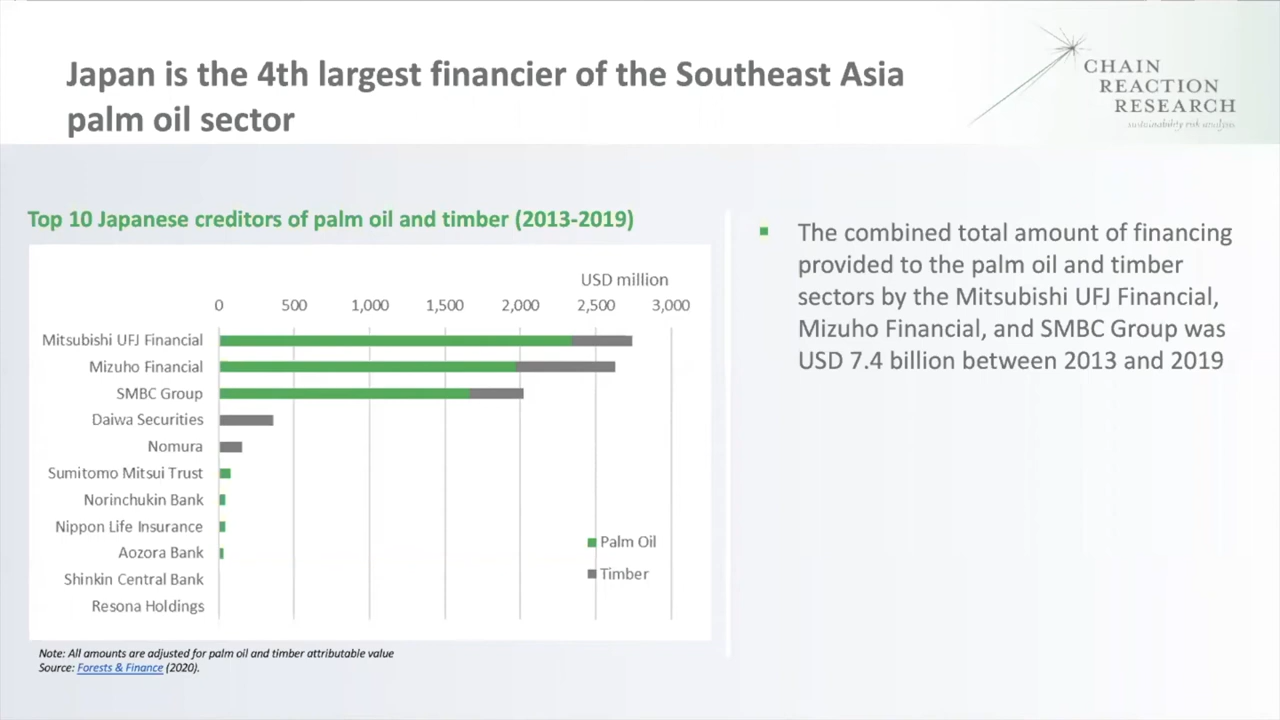 Japan is the 4th largest financier of the Southeast Asia
palm oil sector
CHAIN
REACTION
RESEARCH
sustainability risk analysis
Top 10 Japanese creditors of palm oil and timber (2013-2019)
USD million
0 500 1,000 1,500 2,000 2,500 3,000
Mitsubishi UFJ Financial
Mizuho Financial
SMBC Group
Daiwa Securities
Nomura
Sumitomo Mitsui Trust
Norinchukin Bank
Nippon Life Insurance
Aozora Bank
Shinkin Central Bank
Resona Holdings
Palm Oil
Timber
Note: All amounts are adjusted for palm oil and timber attributable value
Source: Forests & Finance (2020).
The combined total amount of financing
provided to the palm oil and timber
sectors by the Mitsubishi UFJ Financial,
Mizuho Financial, and SMBC Group was
USD 7.4 billion between 2013 and 2019